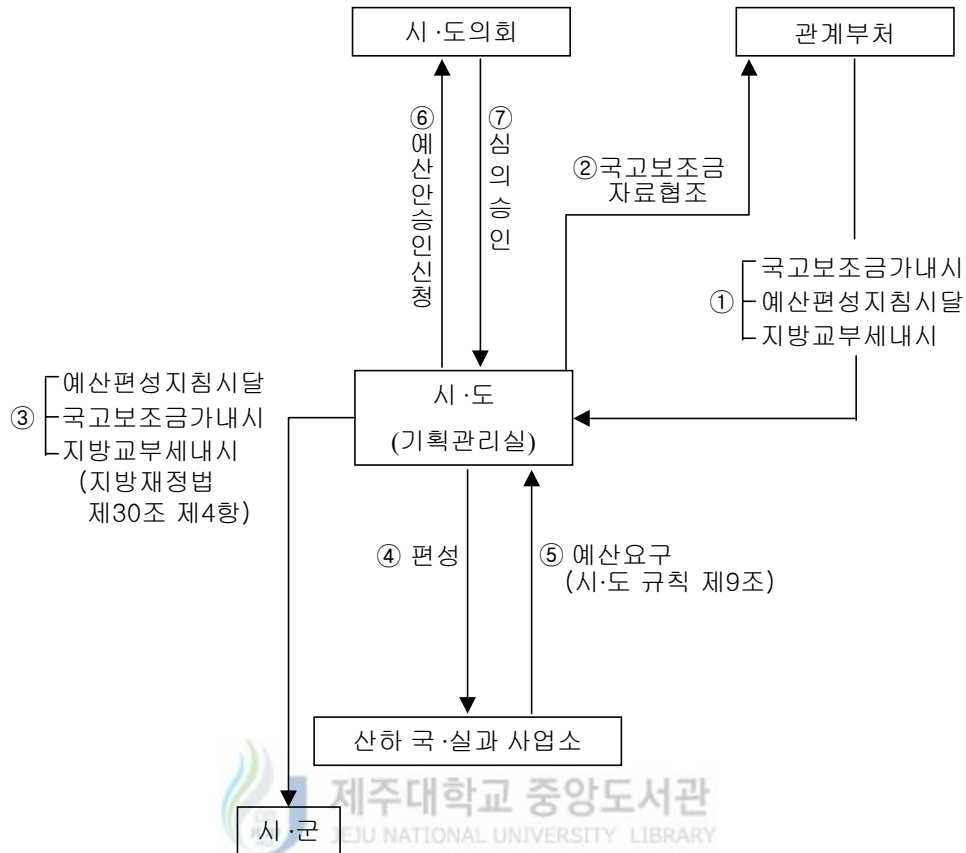 시·도의회
관계부처
⑥예산안승인신청
⑦심의승인
②국고보조금
자료협조
①
국고보조금가내시
예산편성지침시달
지방교부세내시
시·도
(기획관리실)
③
예산편성지침시달
국고보조금가내시
지방교부세내시
(지방재정법
제30조 제4항)
④ 편성
⑤ 예산요구
(시·도 규칙 제9조)
산하 국·실과 사업소
시·군
제주대학교 중앙도서관
JEJU NATIONAL UNIVERSITY LIBRARY